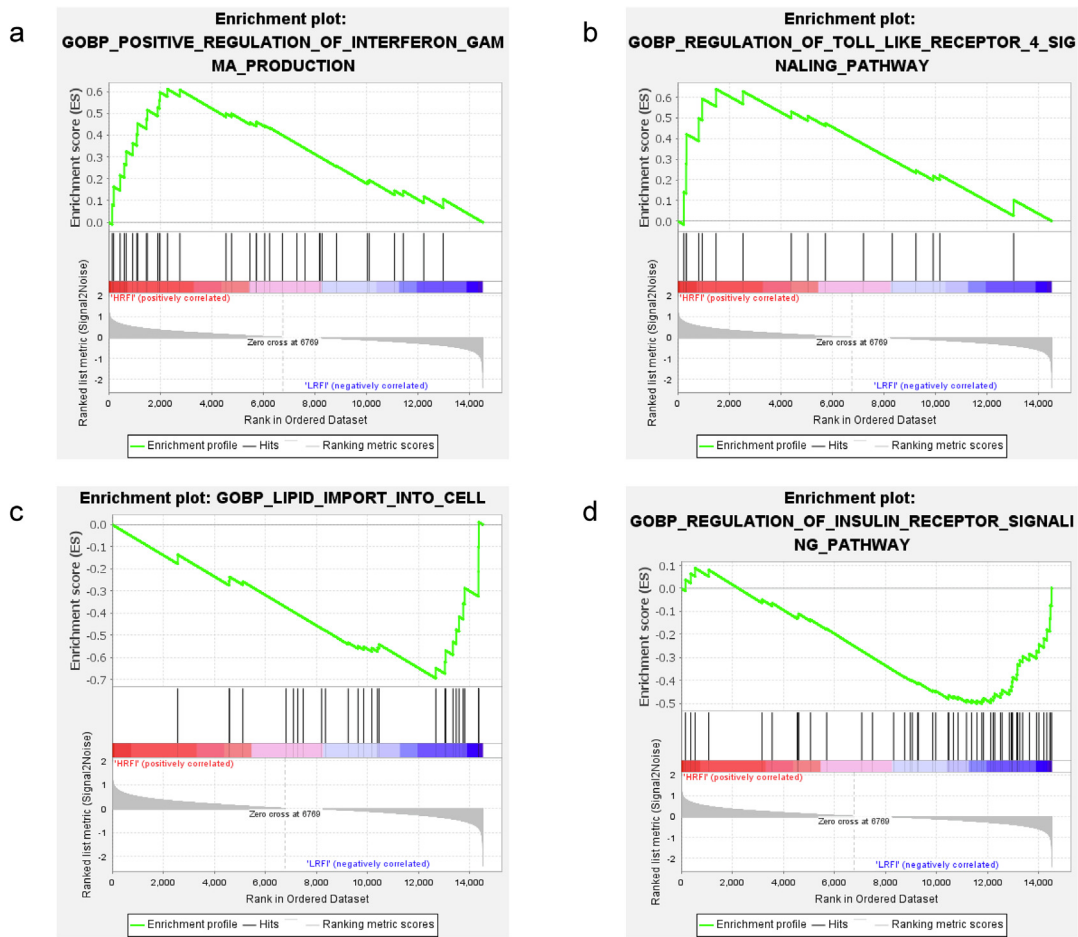 a
Enrichment plot:
GOBP_POSITIVE_REGULATION_OF_INTERFERON_GAM
MA_PRODUCTION
Enrichment score (ES)
0.6
0.5
0.4
0.3
0.2
0.1
0.0
'HRFI' (positively correlated)
Ranked list metric (Signal2Noise)
2
1
0
-1
-2
Zero cross at 6769
'LRFI' (negatively correlated)
0 2,000 4,000 6,000 8,000 10,000 12,000 14,000
Rank in Ordered Dataset
Enrichment profile Hits Ranking metric scores
b
Enrichment plot:
GOBP_REGULATION_OF_TOLL_LIKE_RECEPTOR_4_SIG
NALING_PATHWAY
Enrichment score (ES)
0.6
0.5
0.4
0.3
0.2
0.1
0.0
'HRFI' (positively correlated)
Ranked list metric (Signal2Noise)
2
1
0
-1
-2
Zero cross at 6769
'LRFI' (negatively correlated)
0 2,000 4,000 6,000 8,000 10,000 12,000 14,000
Rank in Ordered Dataset
Enrichment profile Hits Ranking metric scores
c
Enrichment plot: GOBP_LIPID_IMPORT_INTO_CELL
Enrichment score (ES)
0.0
-0.1
-0.2
-0.3
-0.4
-0.5
-0.6
-0.7
'HRFI' (positively correlated)
Ranked list metric (Signal2Noise)
2
1
0
-1
-2
Zero cross at 6769
'LRFI' (negatively correlated)
0 2,000 4,000 6,000 8,000 10,000 12,000 14,000
Rank in Ordered Dataset
Enrichment profile Hits Ranking metric scores
d
Enrichment plot:
GOBP_REGULATION_OF_INSULIN_RECEPTOR_SIGNALI
NG_PATHWAY
Enrichment score (ES)
0.1
0.0
-0.1
-0.2
-0.3
-0.4
-0.5
'HRFI' (positively correlated)
Ranked list metric (Signal2Noise)
2
1
0
-1
-2
Zero cross at 6769
'LRFI' (negatively correlated)
0 2,000 4,000 6,000 8,000 10,000 12,000 14,000
Rank in Ordered Dataset
Enrichment profile Hits Ranking metric scores